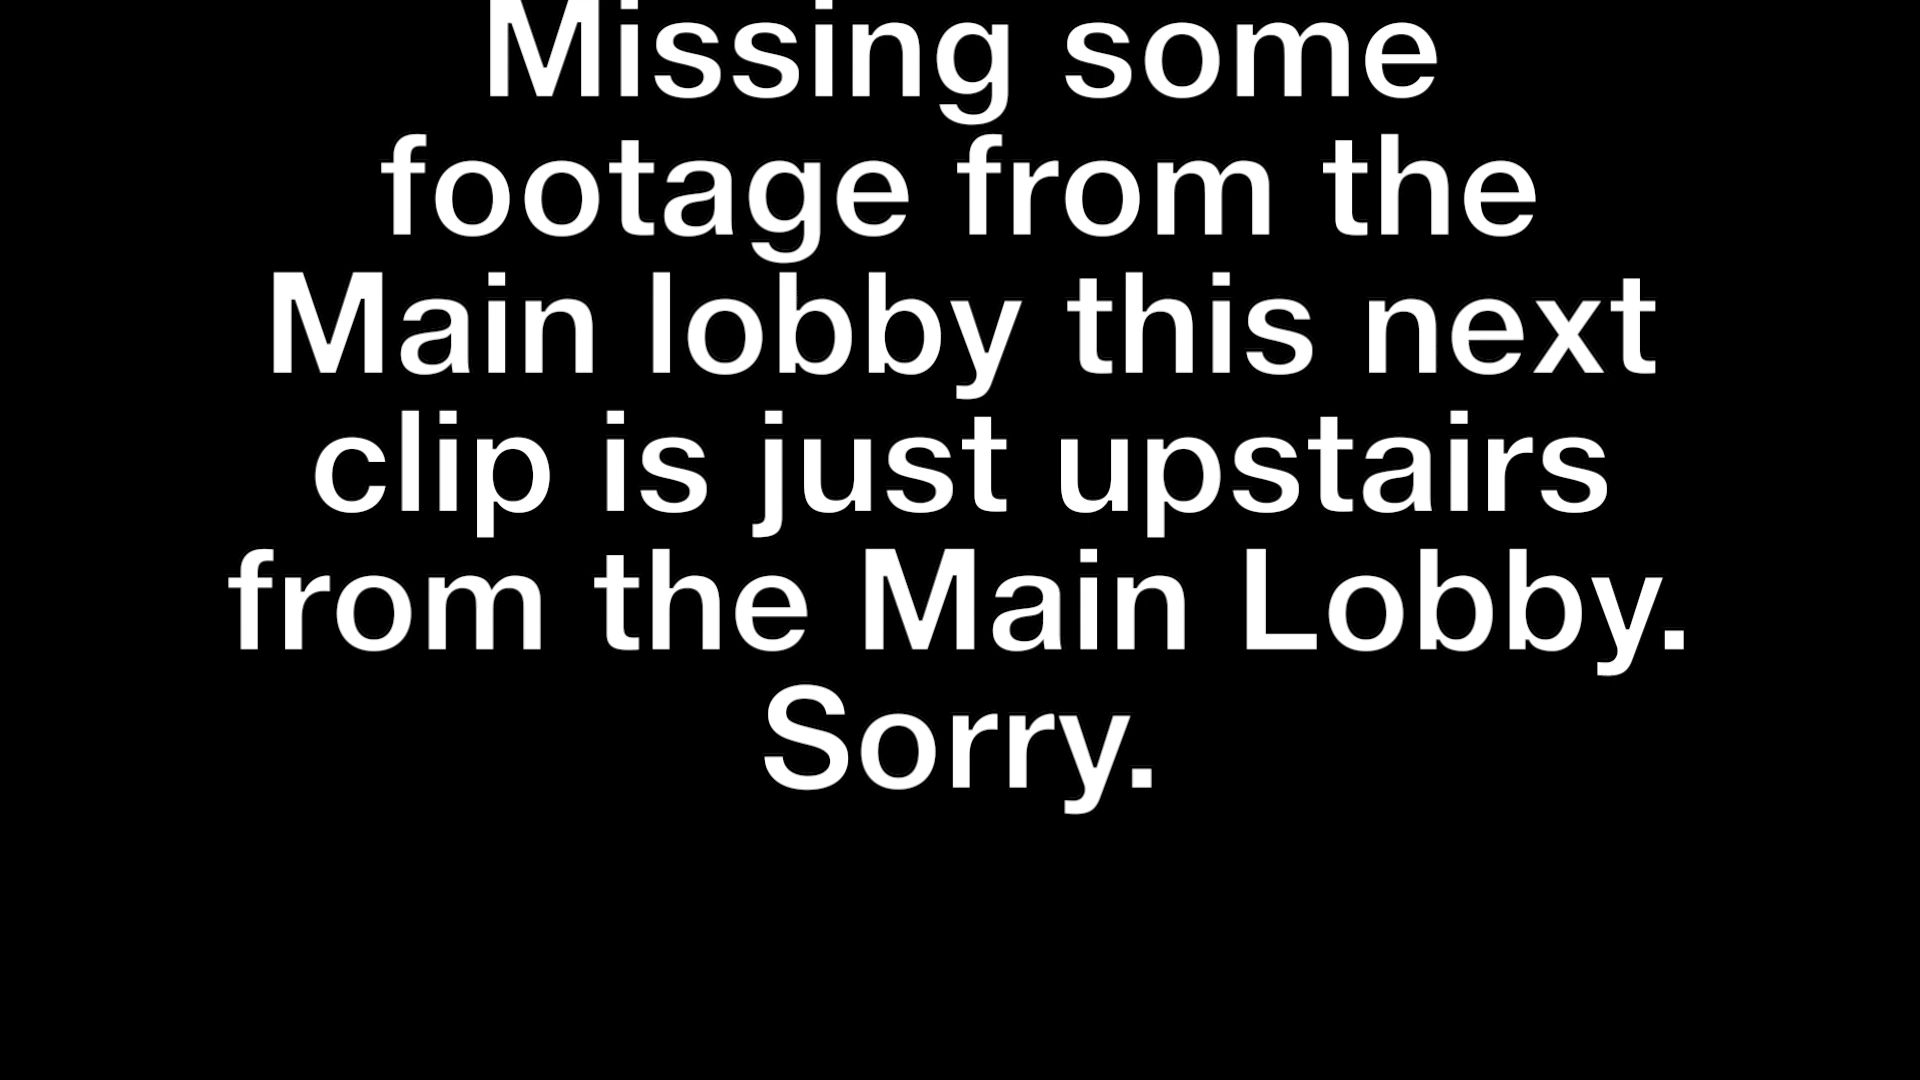 Missing some
footage from the
Main lobby this next
clip is just upstairs
from the Main Lobby.
Sorry.